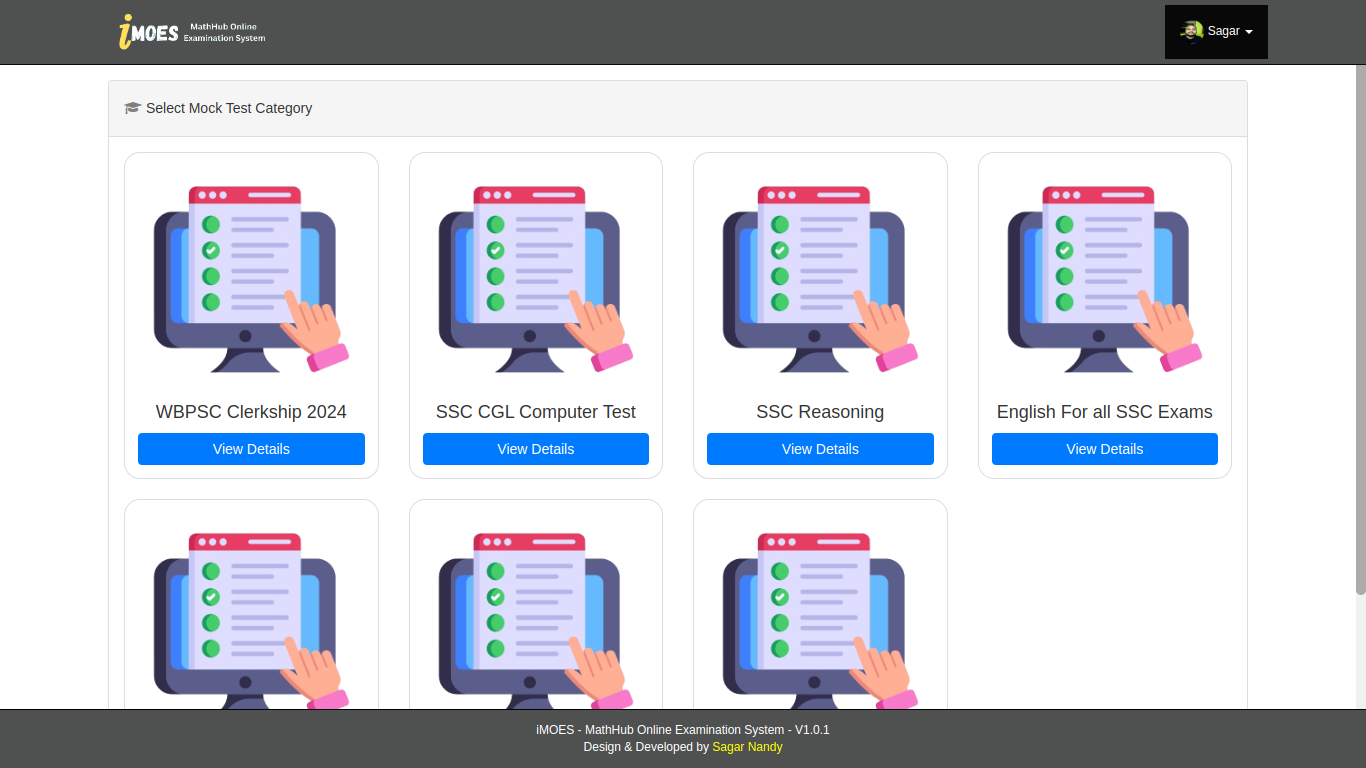 iMOES
MathHub Online
Examination System
Sagar
Select Mock Test Category
WBPSC Clerkship 2024
SSC CGL Computer Test
SSC Reasoning
English For all SSC Exams
View Details
View Details
View Details
View Details
iMOES - MathHub Online Examination System - V1.0.1
Design & Developed by Sagar Nandy